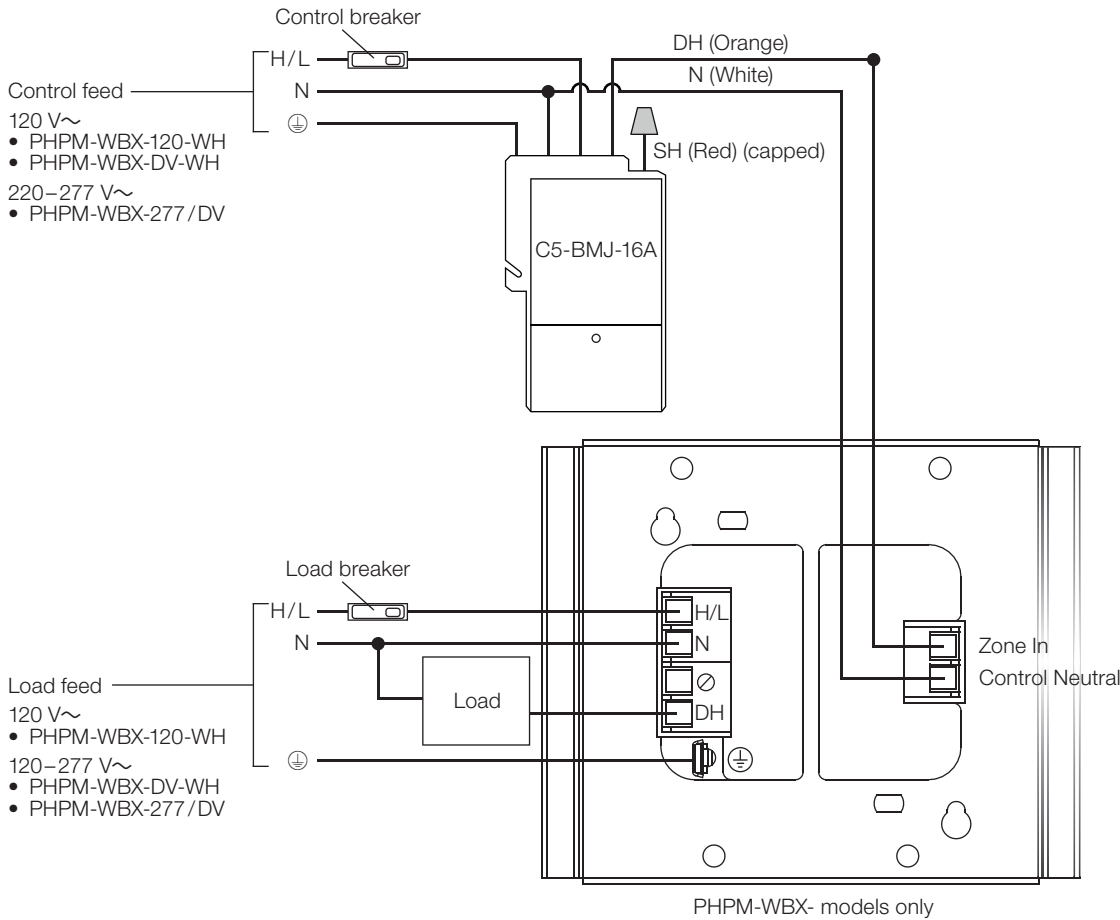 Control breaker
H/L
DH (Orange)
N
N (White)
Control feed
120 V~
• PHPM-WBX-120-WH
• PHPM-WBX-DV-WH
220–277 V~
• PHPM-WBX-277/DV
SH (Red) (capped)
C5-BMJ-16A
Load breaker
H/L
H/L
N
N
Zone In
Control Neutral
Load feed
120 V~
• PHPM-WBX-120-WH
120–277 V~
• PHPM-WBX-DV-WH
• PHPM-WBX-277/DV
Load
DH
PHPM-WBX- models only